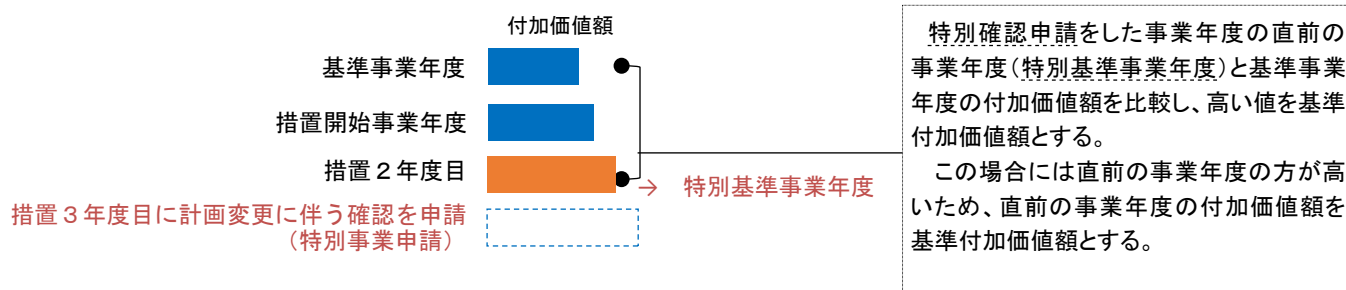 付加価値額
基準事業年度
措置開始事業年度
措置２年度目
→ 特別基準事業年度
措置３年度目に計画変更に伴う確認を申請
（特別事業申請）
特別確認申請をした事業年度の直前の
事業年度（特別基準事業年度）と基準事業
年度の付加価値額を比較し、高い値を基準
付加価値額とする。
この場合には直前の事業年度の方が高
いため、直前の事業年度の付加価値額を
基準付加価値額とする。